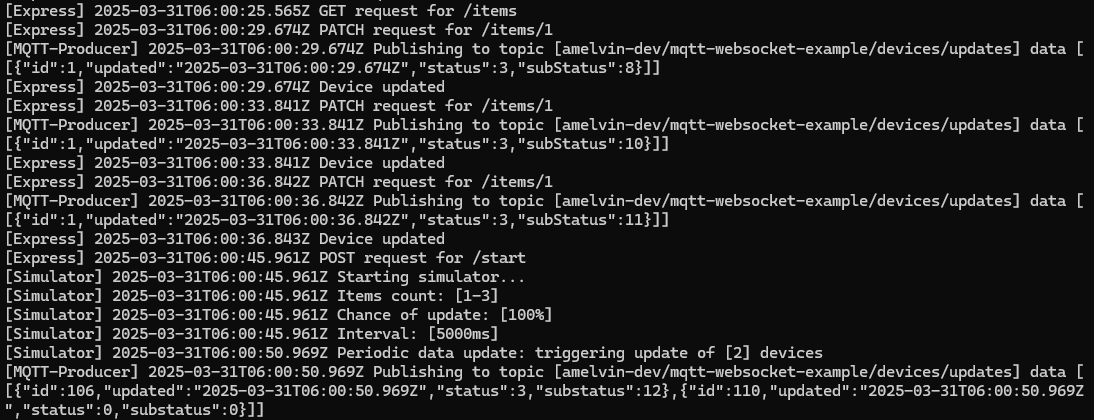 [Express] 2025-03-31T06:00:25.565Z GET request for /items
[Express] 2025-03-31T06:00:29.674Z PATCH request for /items/1
[MQTT-Producer] 2025-03-31T06:00:29.674Z Publishing to topic [amelvin-dev/mqtt-websocket-example/devices/updates] data [
[{"id":1,"updated":"2025-03-31T06:00:29.674Z","status":3,"subStatus":8}]]
[Express] 2025-03-31T06:00:29.674Z Device updated
[Express] 2025-03-31T06:00:33.841Z PATCH request for /items/1
[MQTT-Producer] 2025-03-31T06:00:33.841Z Publishing to topic [amelvin-dev/mqtt-websocket-example/devices/updates] data [
[{"id":1,"updated":"2025-03-31T06:00:33.841Z","status":3,"subStatus":10}]]
[Express] 2025-03-31T06:00:33.841Z Device updated
[Express] 2025-03-31T06:00:36.842Z PATCH request for /items/1
[MQTT-Producer] 2025-03-31T06:00:36.842Z Publishing to topic [amelvin-dev/mqtt-websocket-example/devices/updates] data [
[{"id":1,"updated":"2025-03-31T06:00:36.842Z","status":3,"subStatus":11}]]
[Express] 2025-03-31T06:00:36.843Z Device updated
[Express] 2025-03-31T06:00:45.961Z POST request for /start
[Simulator] 2025-03-31T06:00:45.961Z Starting simulator...
[Simulator] 2025-03-31T06:00:45.961Z Items count: [1-3]
[Simulator] 2025-03-31T06:00:45.961Z Chance of update: [100%]
[Simulator] 2025-03-31T06:00:45.961Z Interval: [5000ms]
[Simulator] 2025-03-31T06:00:50.969Z Periodic data update: triggering update of [2] devices
[MQTT-Producer] 2025-03-31T06:00:50.969Z Publishing to topic [amelvin-dev/mqtt-websocket-example/devices/updates] data [
[{"id":106,"updated":"2025-03-31T06:00:50.969Z","status":3,"substatus":12},{"id":110,"updated":"2025-03-31T06:00:50.969Z
","status":0,"substatus":0}]]